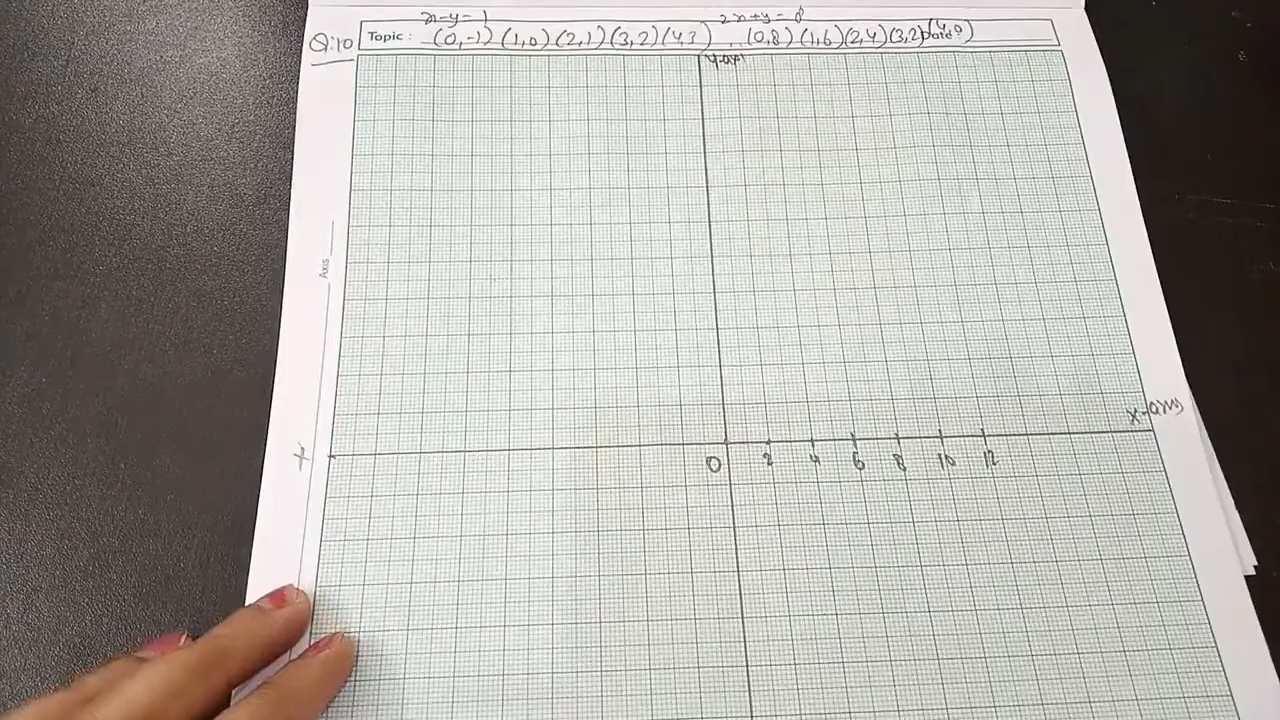 x-y=1 2x+y=8
Q:10 Topic: (0,-1) (1,0) (2,1) (3,2) (4,3) (0,8) (1,6) (2,4) (3,2) (4,0)
y-axi
Axis
x-axis
0 2 4 6 8 10 12